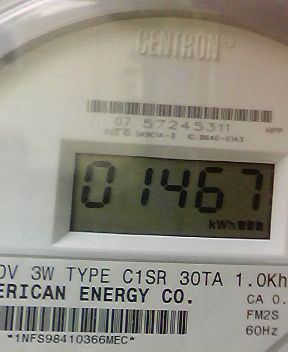 CENTRON®
07 57245311
01467
kWh
0V 3W TYPE C1SR 30TA 1.0Kh
ERICAN ENERGY CO.
CA 0.
FM2S
*1NFS98410366MEC*
60Hz